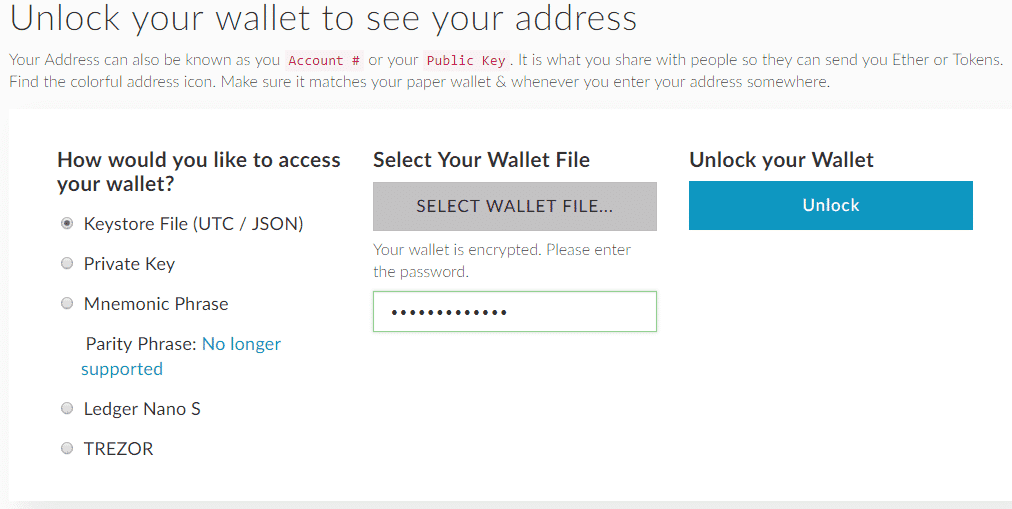 Unlock your wallet to see your address
Your Address can also be known as you Account # or your Public Key. It is what you share with people so they can send you Ether or Tokens.
Find the colorful address icon. Make sure it matches your paper wallet & whenever you enter your address somewhere.
How would you like to access
your wallet?
Keystore File (UTC / JSON)
Private Key
Mnemonic Phrase
Parity Phrase: No longer
supported
Ledger Nano S
TREZOR
Select Your Wallet File
SELECT WALLET FILE...
Your wallet is encrypted. Please enter
the password.
•••••••••••••
Unlock your Wallet
Unlock